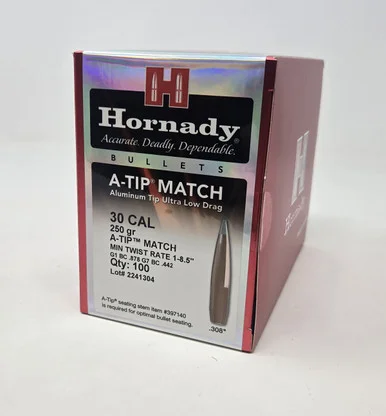 H
Hornady
Accurate. Deadly. Dependable.
BULLETS
A-TIP® MATCH
Aluminum Tip Ultra Low Drag
30 CAL
250 gr
A-TIP™ MATCH
MIN TWIST RATE 1-8.5"
G1 BC .878 G7 BC .442
Qty: 100
Lot# 2241304
A-Tip® seating stem item #397140
is required for optimal bullet seating.
.308"
H